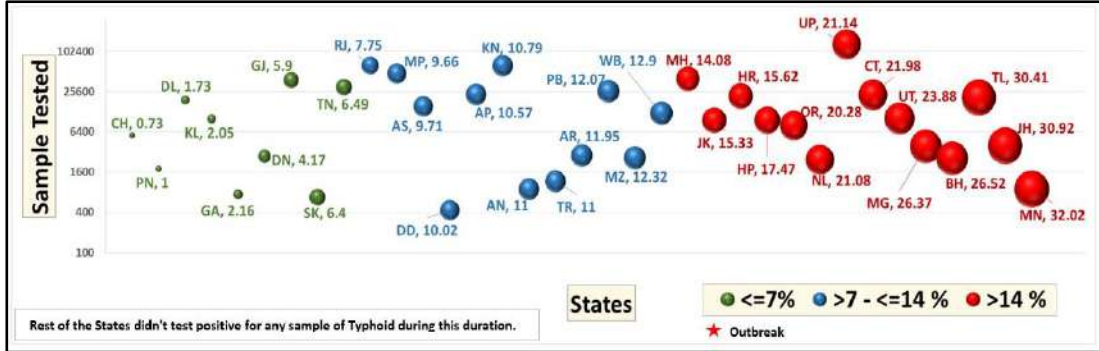 Sample Tested
102400
25600
6400
1600
400
100
CH, 0.73
PN, 1
DL, 1.73
KL, 2.05
GA, 2.16
DN, 4.17
GJ, 5.9
SK, 6.4
TN, 6.49
RJ, 7.75
MP, 9.66
AS, 9.71
DD, 10.02
AP, 10.57
KN, 10.79
AN, 11
TR, 11
AR, 11.95
PB, 12.07
MZ, 12.32
WB, 12.9
MH, 14.08
JK, 15.33
HR, 15.62
HP, 17.47
OR, 20.28
NL, 21.08
UP, 21.14
CT, 21.98
UT, 23.88
MG, 26.37
BH, 26.52
TL, 30.41
JH, 30.92
MN, 32.02
States
<=7%
>7 - <=14 %
>14 %
Rest of the States didn't test positive for any sample of Typhoid during this duration.
Outbreak